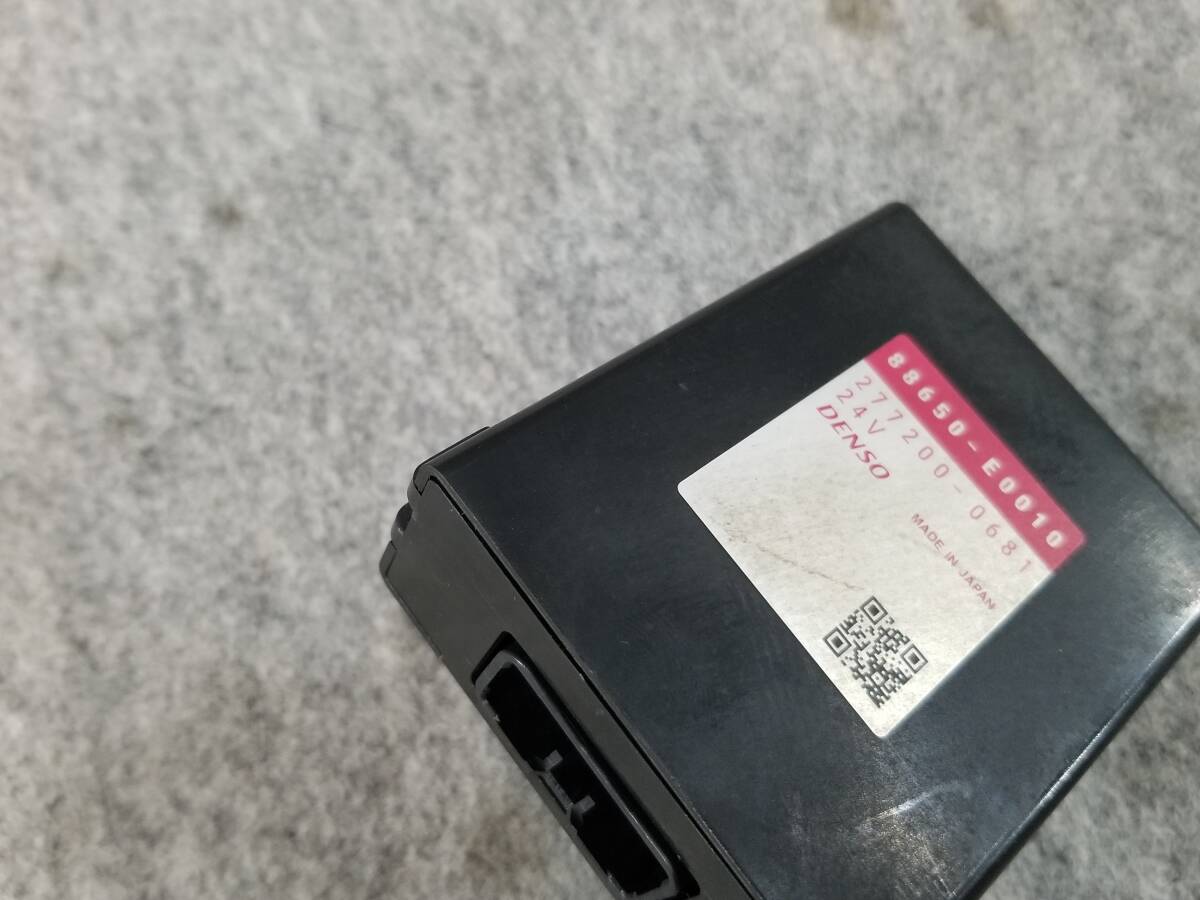 88650-E0010
277200-0681
24V
DENSO
MADE IN JAPAN